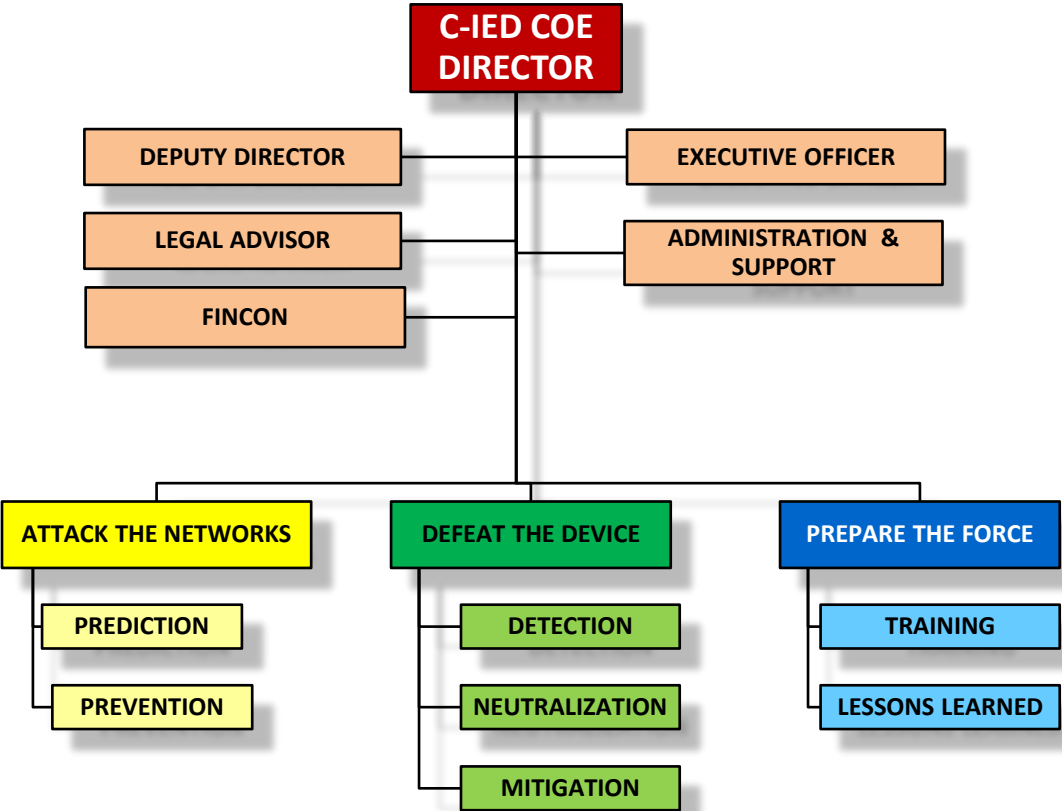 C-IED COE
DIRECTOR
DEPUTY DIRECTOR
EXECUTIVE OFFICER
LEGAL ADVISOR
ADMINISTRATION &
SUPPORT
FINCON
ATTACK THE NETWORKS
DEFEAT THE DEVICE
PREPARE THE FORCE
PREDICTION
DETECTION
TRAINING
PREVENTION
NEUTRALIZATION
LESSONS LEARNED
MITIGATION